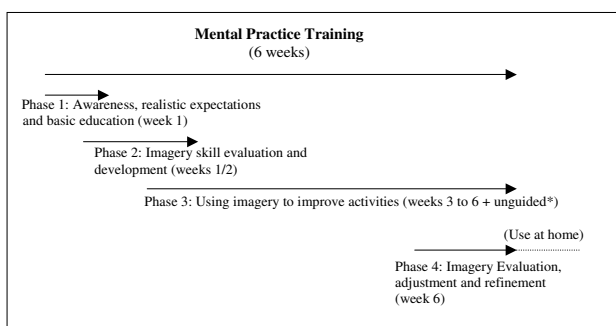 Mental Practice Training
(6 weeks)
Phase 1: Awareness, realistic expectations
and basic education (week 1)
Phase 2: Imagery skill evaluation and
development (weeks 1/2)
Phase 3: Using imagery to improve activities (weeks 3 to 6 + unguided*)
(Use at home)
Phase 4: Imagery Evaluation,
adjustment and refinement
(week 6)